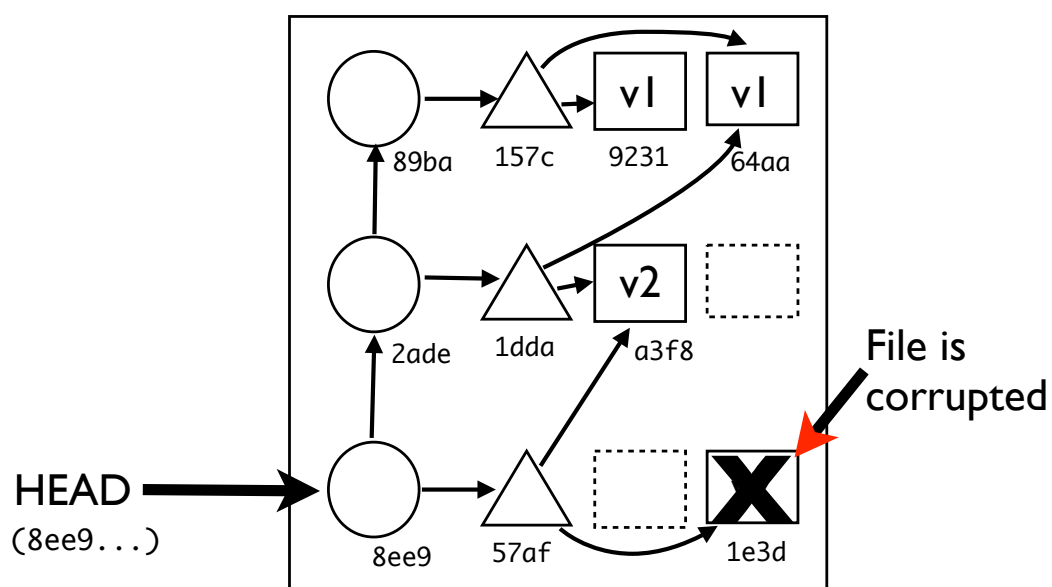 v1
v1
89ba
157c
9231
64aa
v2
2ade
1dda
a3f8
File is
corrupted
X
HEAD
(8ee9...)
8ee9
57af
1e3d